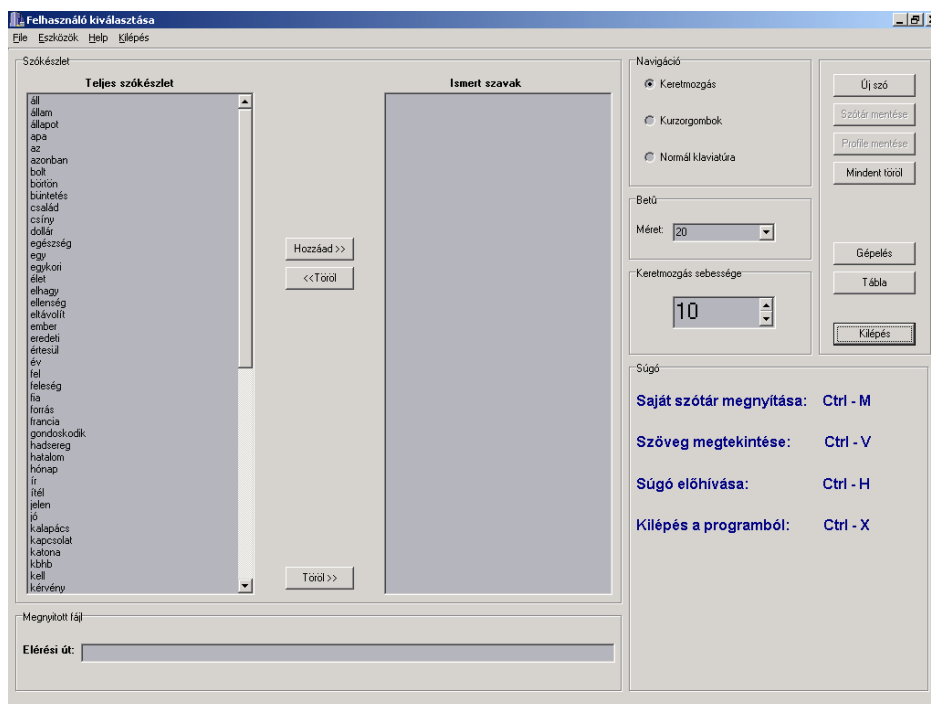 Felhasználó kiválasztása
File Eszközök Help Kilépés
Szókészlet
Teljes szókészlet
áll
állam
állapot
apa
az
azonban
bolt
börtön
büntetés
család
csíny
dollár
egészség
egy
egykori
élet
elhagy
ellenség
eltávolít
ember
eredeti
értesül
év
fel
feleség
fia
forrás
francia
gondoskodik
hadsereg
hatalom
hónap
ír
ítél
jelen
jó
kalapács
kapcsolat
katona
kbhb
kell
kérvény
Hozzáad >>
<<Töröl
Töröl >>
Ismert szavak
Navigáció
Keretmozgás
Kurzorgombok
Normál klaviatúra
Betű
Méret: 20
Keretmozgás sebessége
10
Új szó
Szótár mentése
Profile mentése
Mindent töröl
Gépelés
Tábla
Kilépés
Súgó
Saját szótár megnyítása: Ctrl - M
Szöveg megtekintése: Ctrl - V
Súgó előhívása: Ctrl - H
Kilépés a programból: Ctrl - X
Megnyitott fájl
Elérési út: